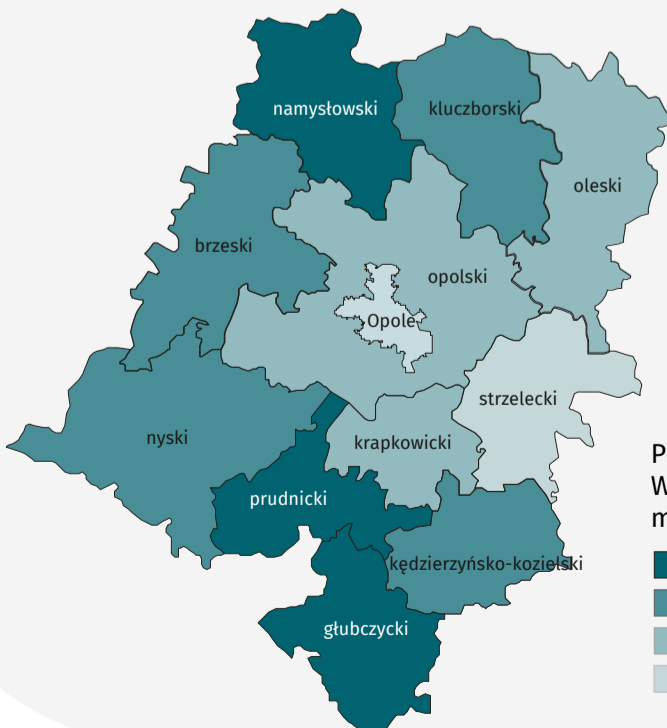 namysłowski
kluczborski
oleski
brzeski
opolski
Opole
strzelecki
nyski
krapkowicki
prudnicki
kędzierzyńsko-kozielski
głubczycki